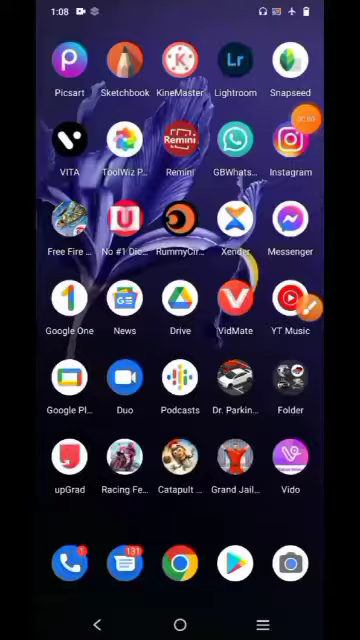 1:08
Picsart Sketchbook KineMaster Lightroom Snapseed
VITA ToolWiz P... Remini GBWhats... Instagram
Free Fire ... No #1 Dic... RummyCir... Xender Messenger
Google One News Drive VidMate YT Music
Google Pl... Duo Podcasts Dr. Parkin... Folder
upGrad Racing Fe... Catapult ... Grand Jail... Vido
1 131